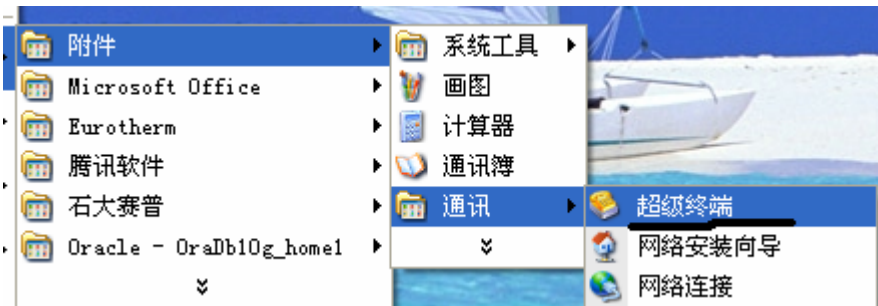 附件
Microsoft Office
Eurotherm
腾讯软件
石大赛普
Oracle - OraDb10g_home1
系统工具
画图
计算器
通讯簿
通讯
超级终端
网络安装向导
网络连接